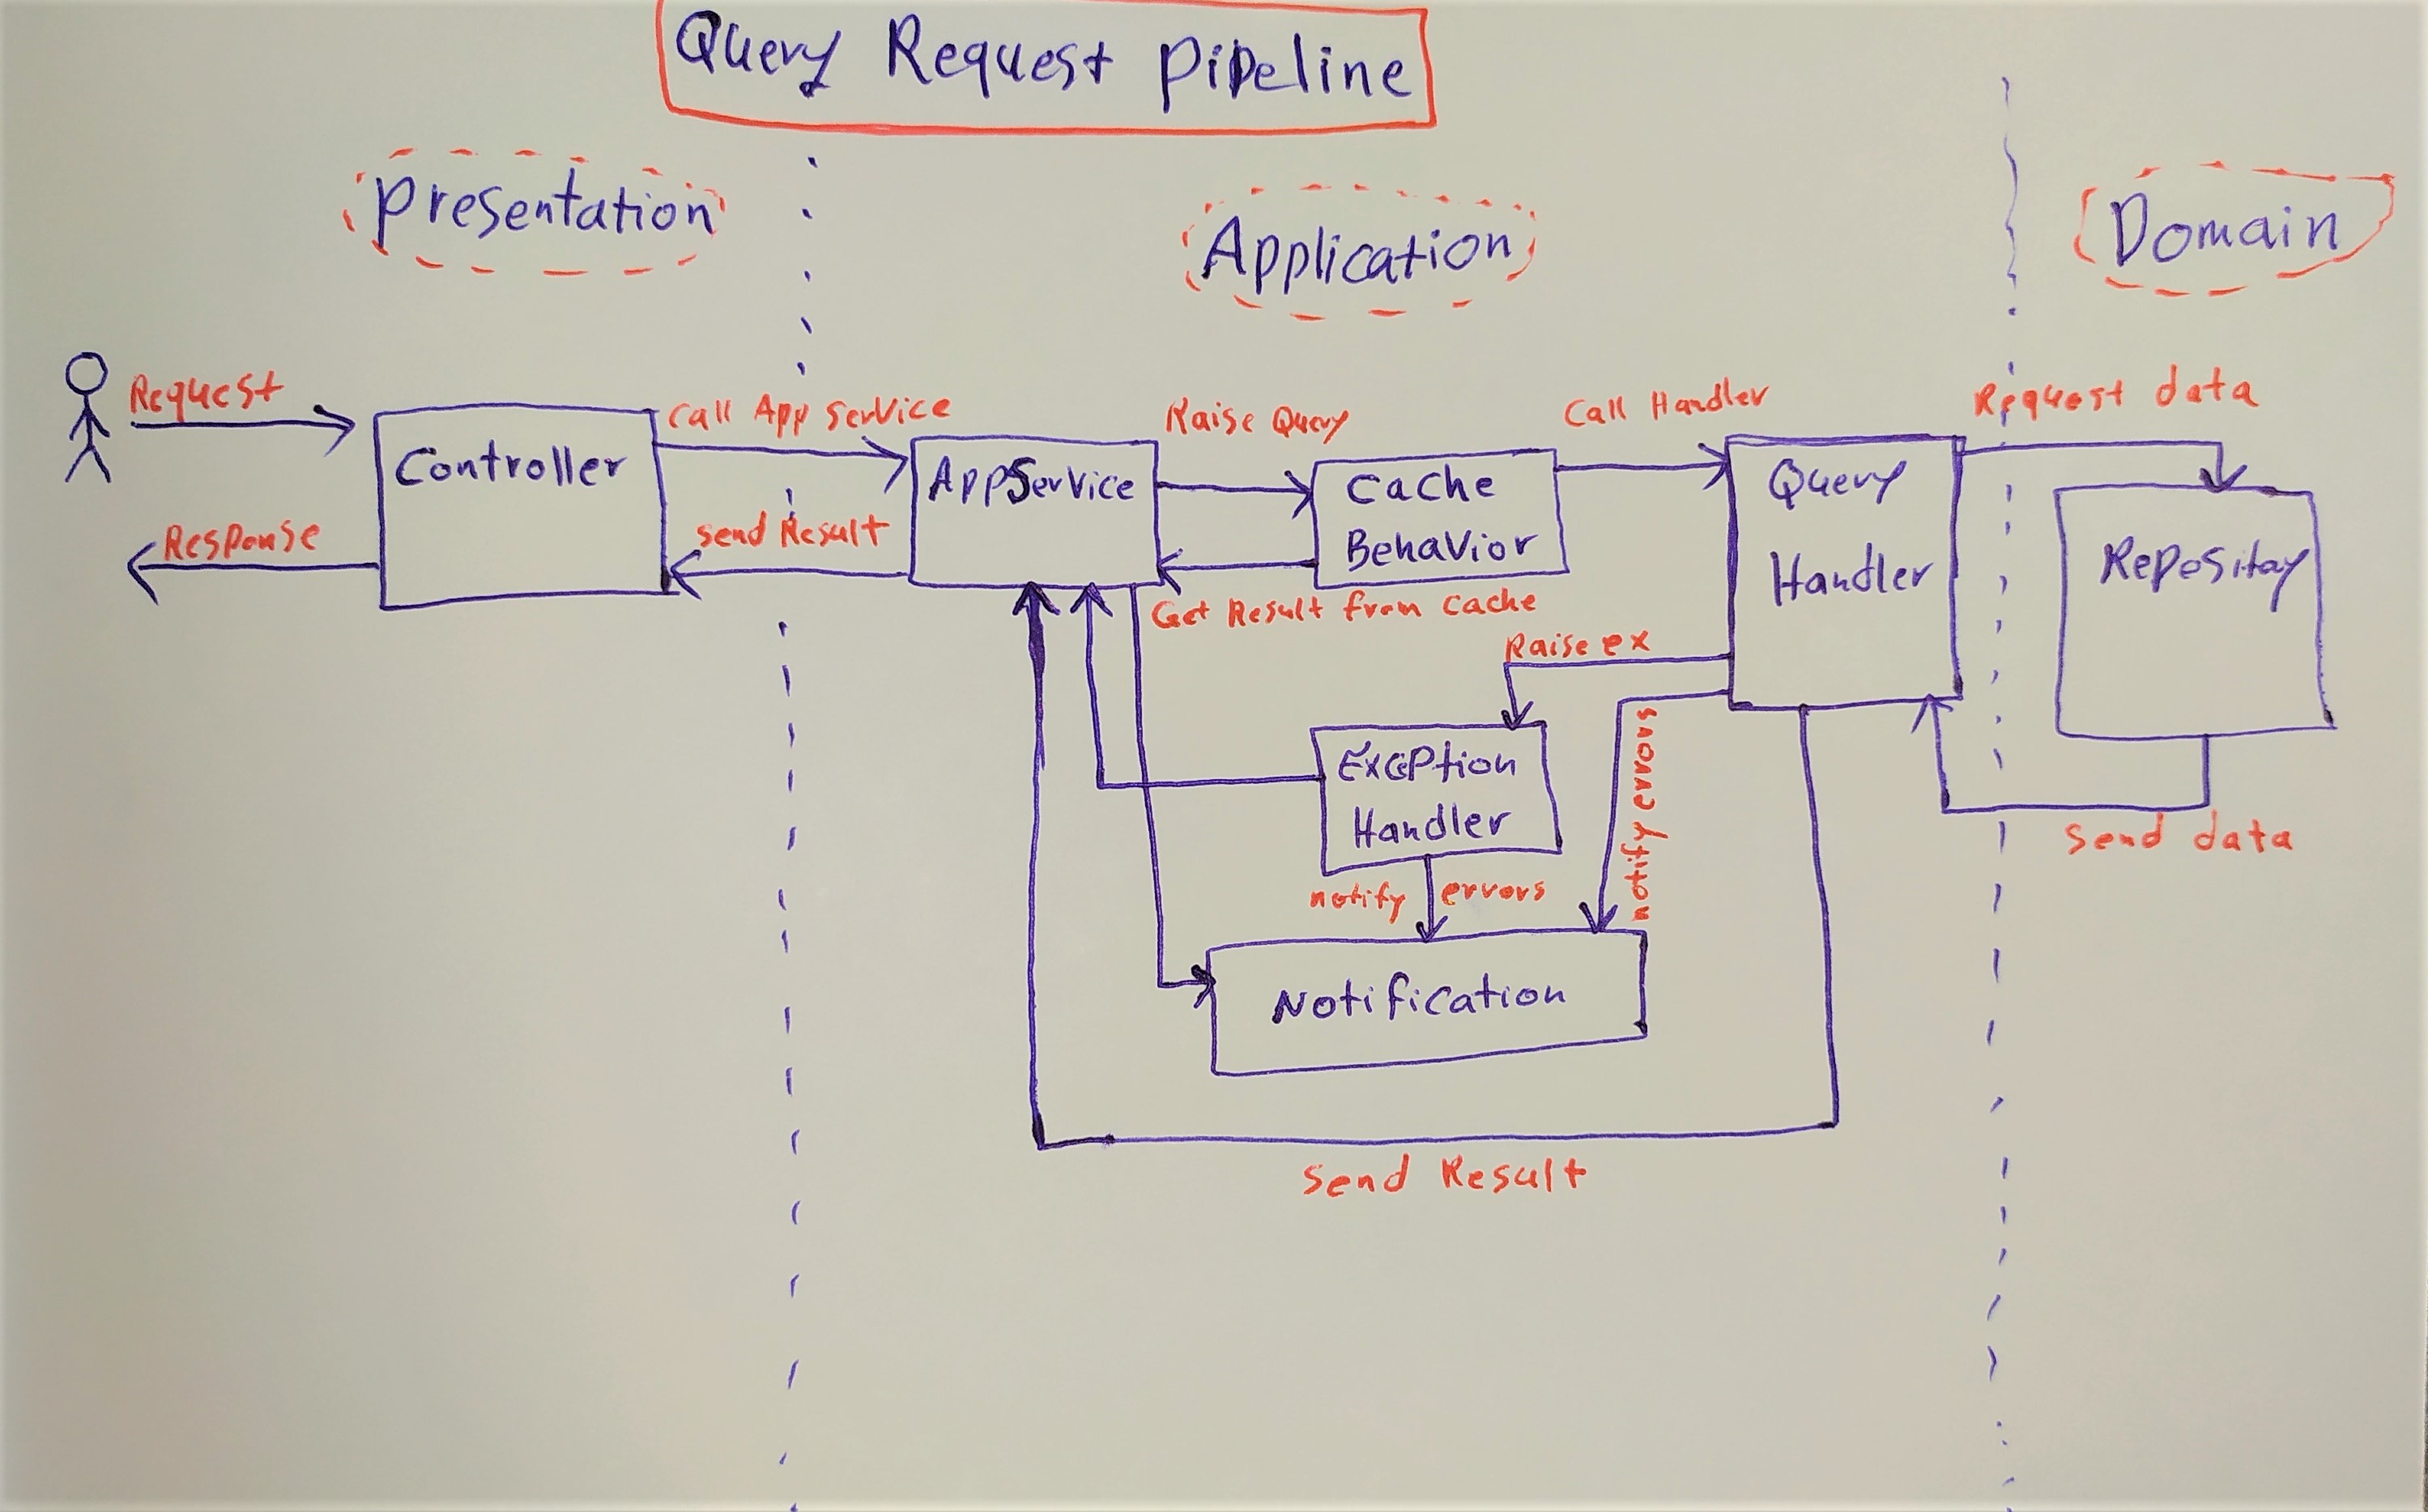 Query Request Pipeline
Presentation
Application
Domain
Request
Call App Service
Raise Query
Call Handler
Request data
Controller
AppService
Cache
Behavior
Query
Handler
Repositay
Response
Send Result
Get Result from Cache
Raise ex
Exception
Handler
notify errors
notify errors
Send data
Notification
Send Result